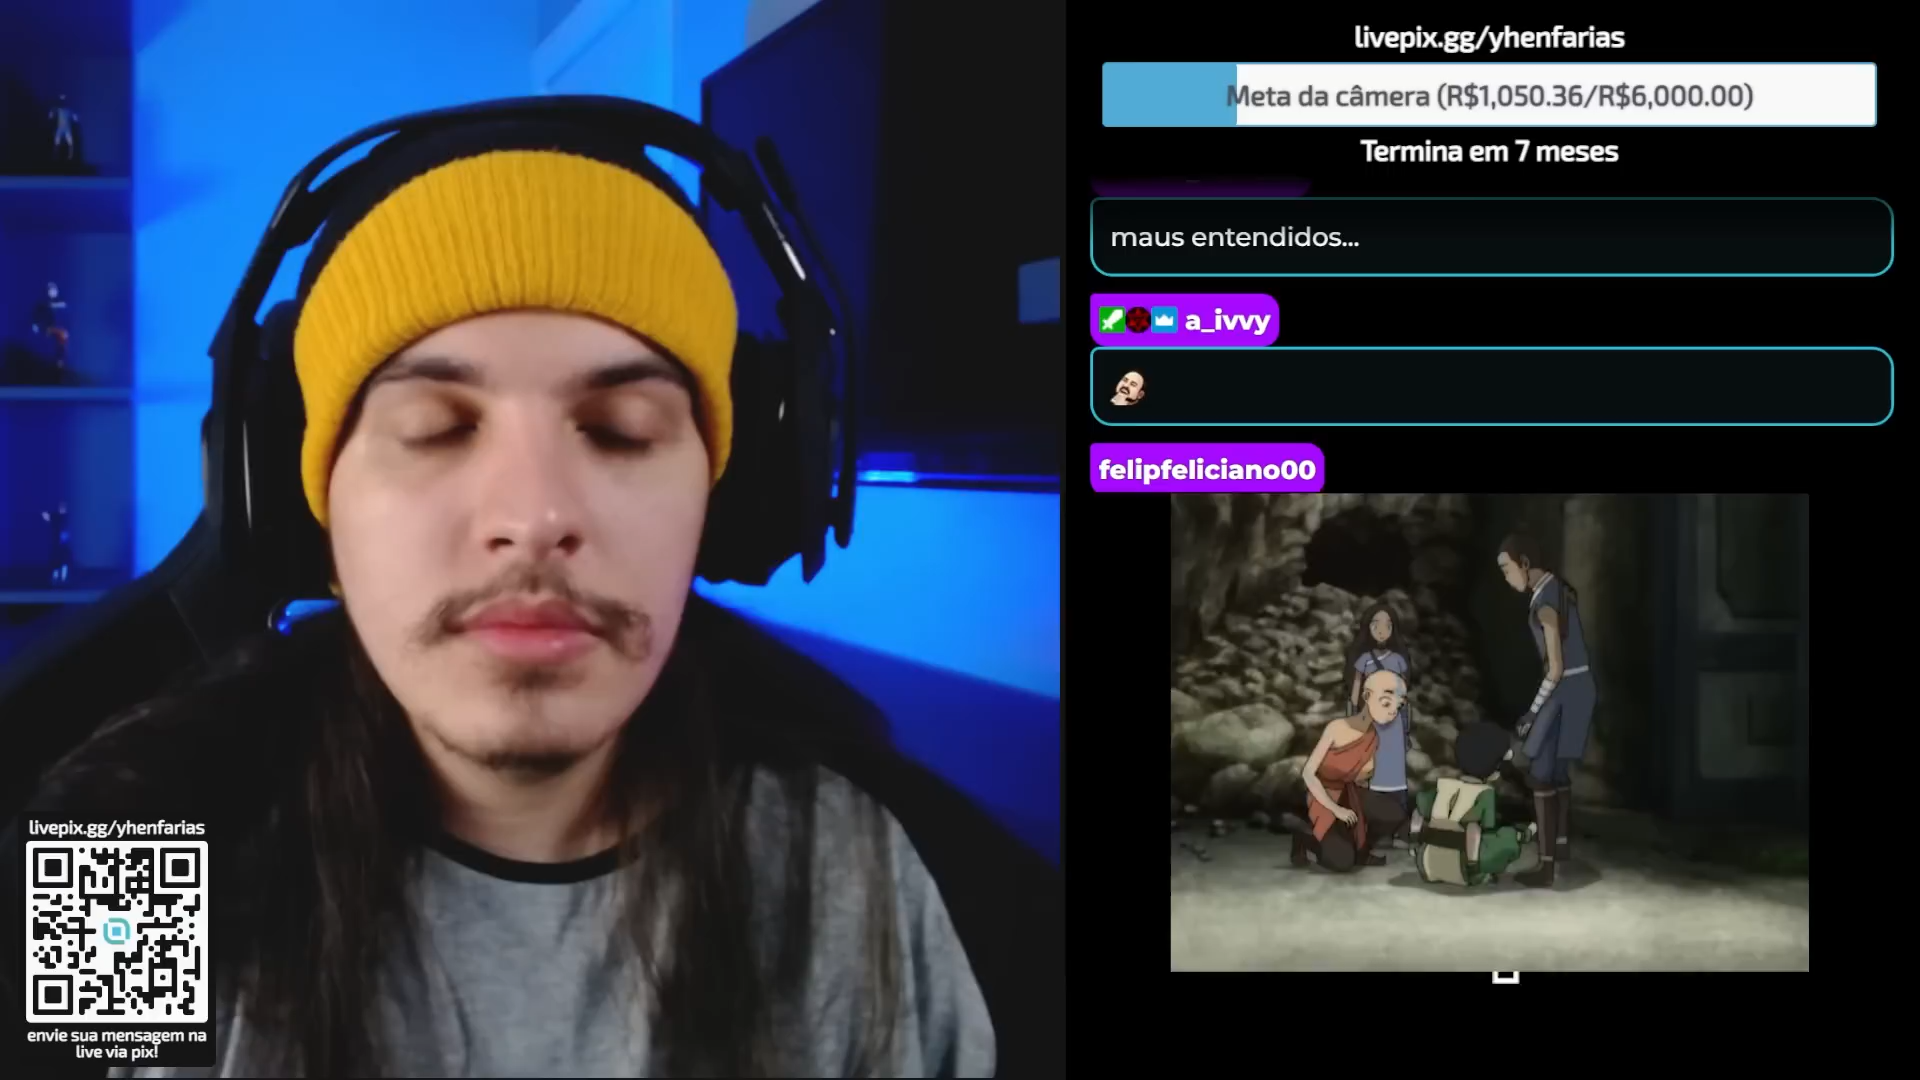 livepix.gg/yhenfarias
Meta da câmera (R$1,050.36/R$6,000.00)
Termina em 7 meses
maus entendidos...
a_ivvy
felipfeliciano00
livepix.gg/yhenfarias
envie sua mensagem na
live via pix!